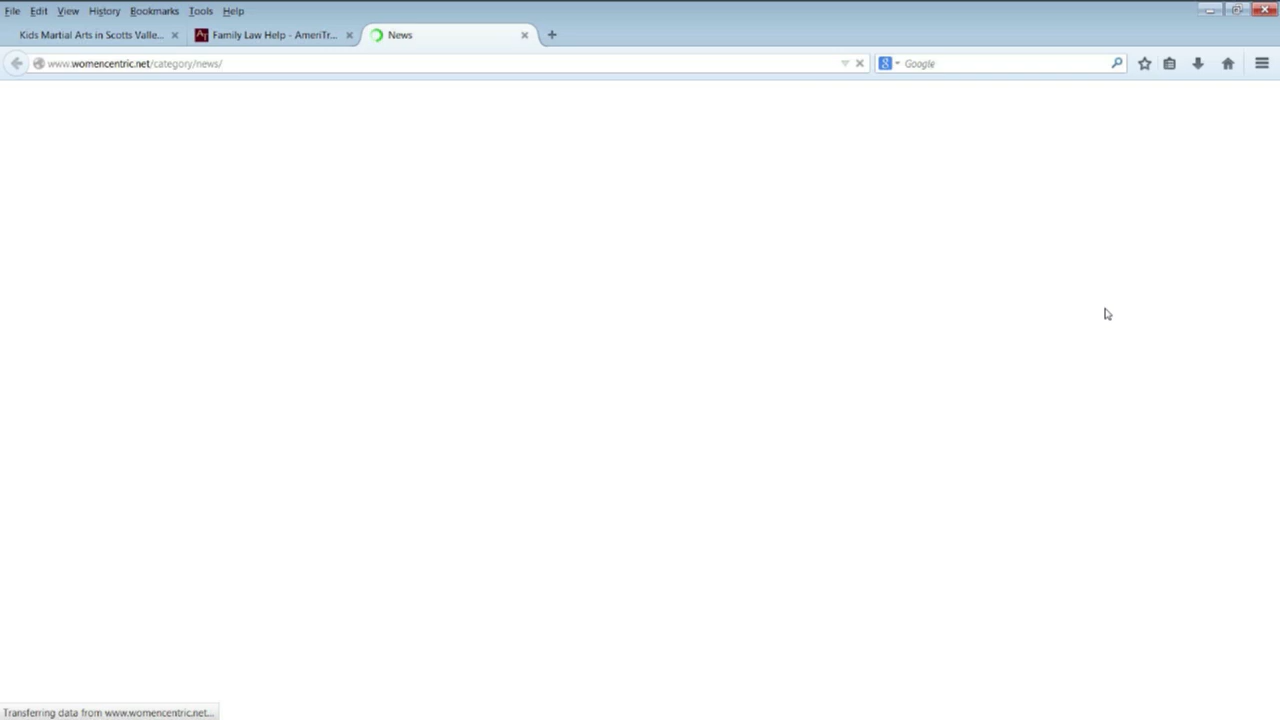 File Edit View History Bookmarks Tools Help
Kids Martial Arts in Scotts Valle... Family Law Help - AmeriTr... News
www.womencentric.net/category/news/ Google
Transferring data from www.womencentric.net...